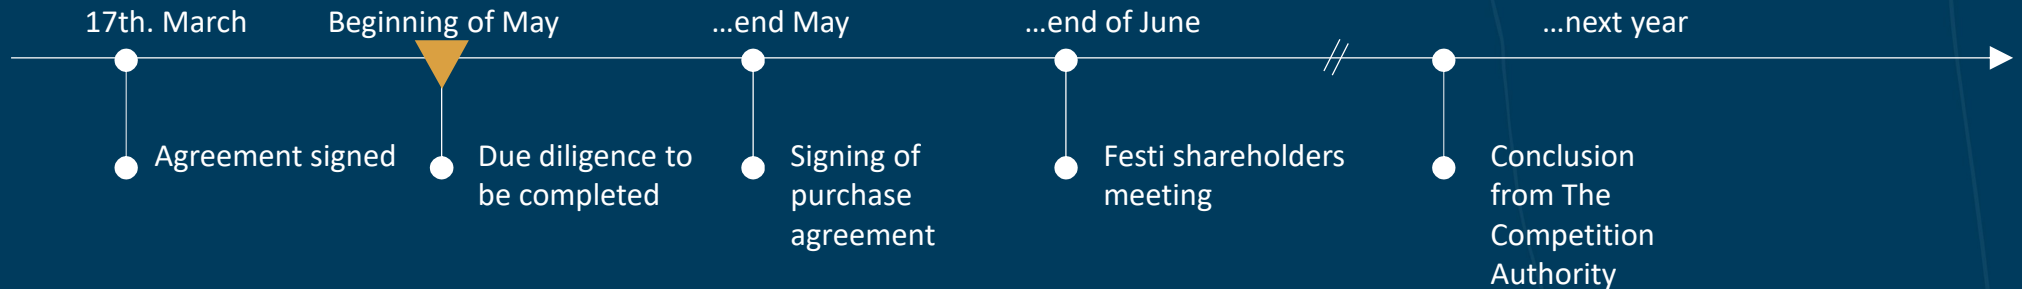 17th. March
Beginning of May
...end May
...end of June
...next year
Agreement signed
Due diligence to
be completed
Signing of
purchase
agreement
Festi shareholders
meeting
Conclusion
from The
Competition
Authority